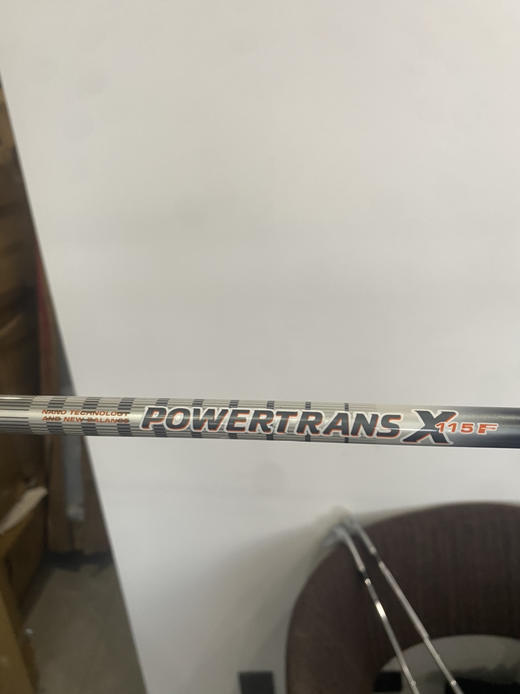 NANO TECHNOLOGY
AND NEW BALANCE
POWERTRANS X 115F